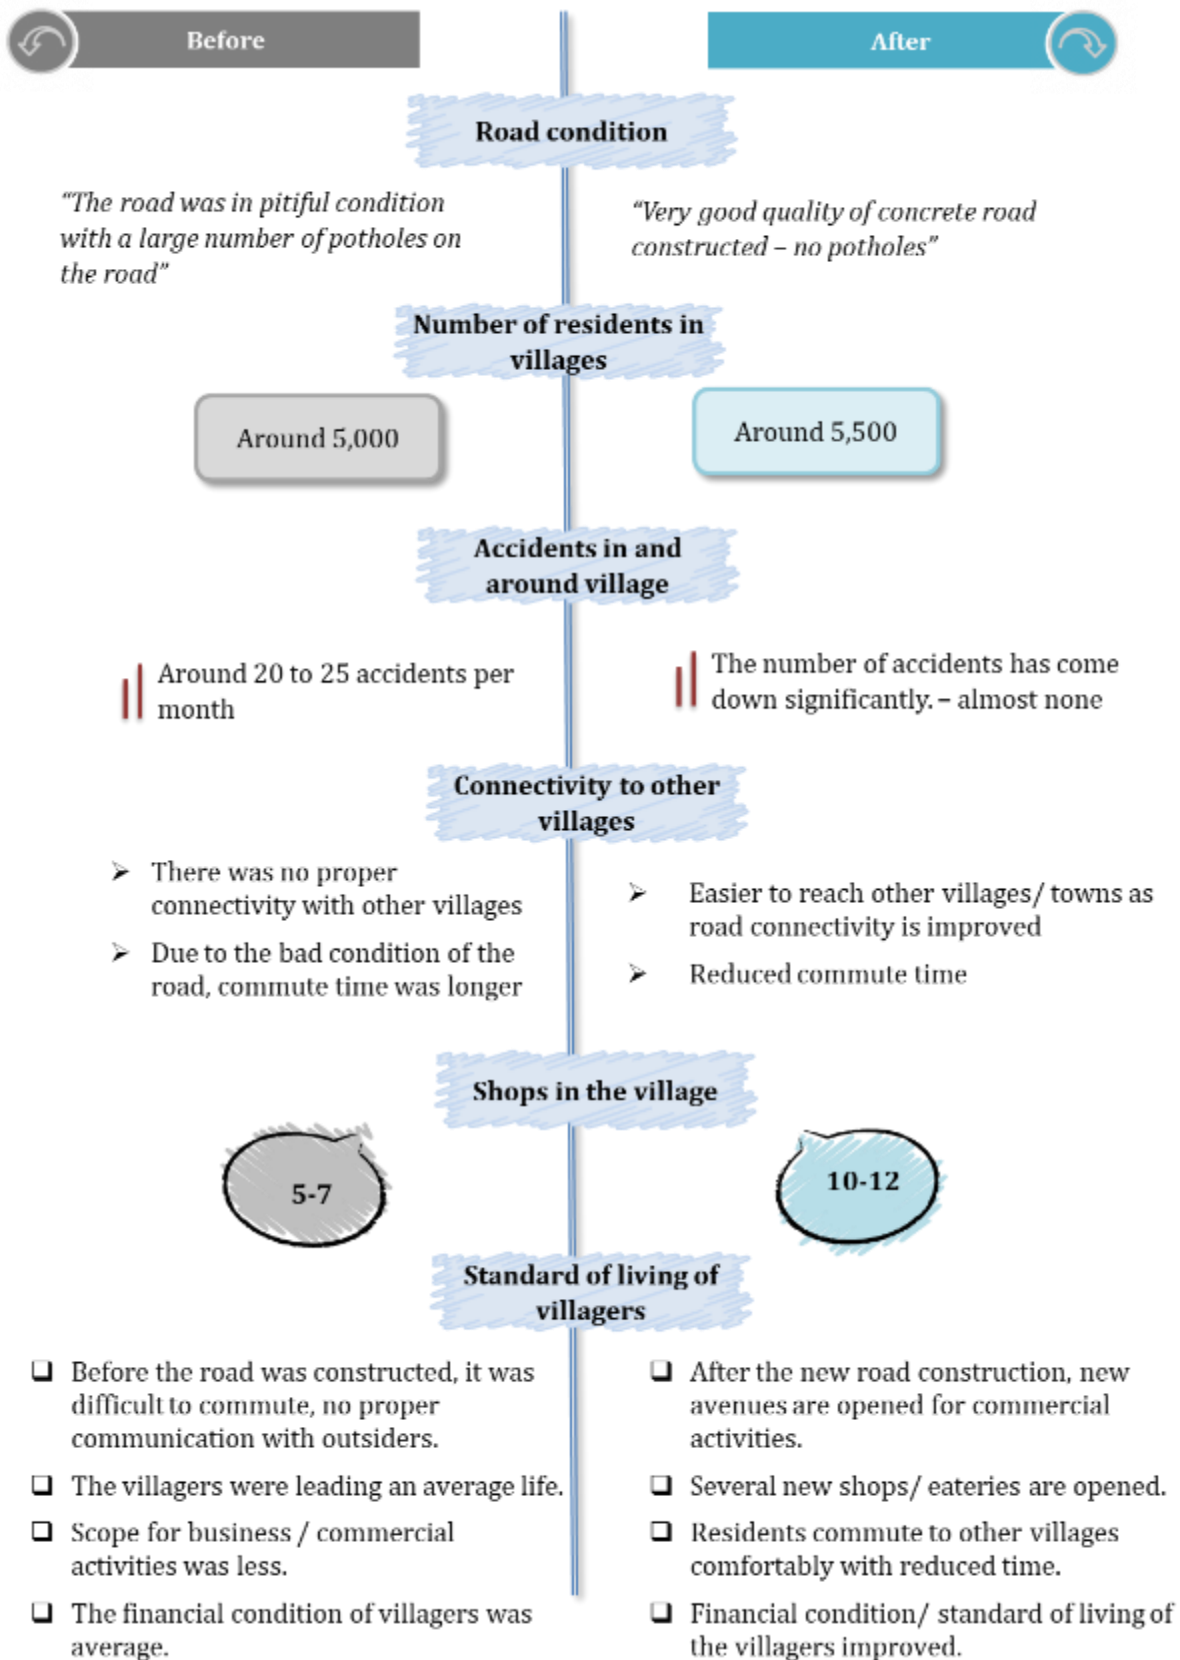 Before
After
Road condition
“The road was in pitiful condition
with a large number of potholes on
the road”
“Very good quality of concrete road
constructed – no potholes”
Number of residents in
villages
Around 5,000
Around 5,500
Accidents in and
around village
Around 20 to 25 accidents per
month
The number of accidents has come
down significantly. – almost none
Connectivity to other
villages
➢ There was no proper
connectivity with other villages
➢ Due to the bad condition of the
road, commute time was longer
➢ Easier to reach other villages/ towns as
road connectivity is improved
➢ Reduced commute time
Shops in the village
5-7
10-12
Standard of living of
villagers
❑ Before the road was constructed, it was
difficult to commute, no proper
communication with outsiders.
❑ The villagers were leading an average life.
❑ Scope for business / commercial
activities was less.
❑ The financial condition of villagers was
average.
❑ After the new road construction, new
avenues are opened for commercial
activities.
❑ Several new shops/ eateries are opened.
❑ Residents commute to other villages
comfortably with reduced time.
❑ Financial condition/ standard of living of
the villagers improved.